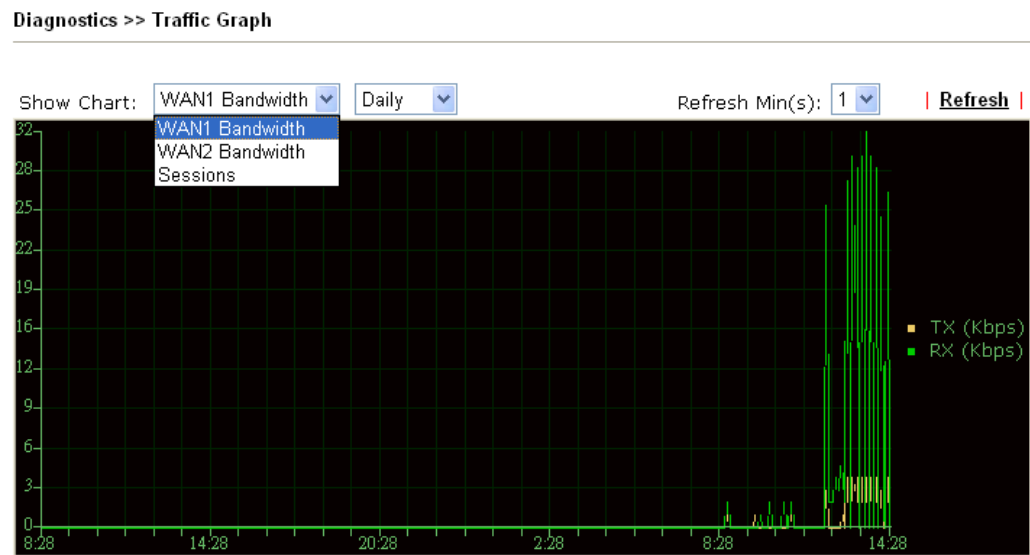 Diagnostics >> Traffic Graph
Show Chart: WAN1 Bandwidth Daily Refresh Min(s): 1 | Refresh |
WAN1 Bandwidth
WAN2 Bandwidth
Sessions
32
28
25
22
19
16
12
9
6
3
0
TX (Kbps)
RX (Kbps)
8:28 14:28 20:28 2:28 8:28 14:28